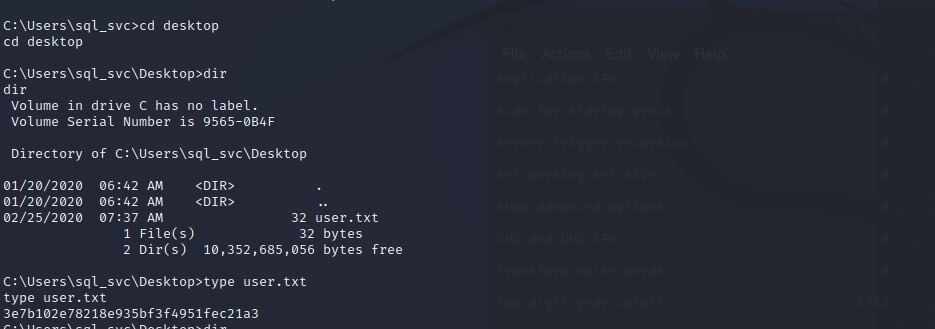 C:\Users\sql_svc>cd desktop
cd desktop
C:\Users\sql_svc\Desktop>dir
dir
Volume in drive C has no label.
Volume Serial Number is 9565-0B4F
Directory of C:\Users\sql_svc\Desktop
01/20/2020 06:42 AM <DIR> .
01/20/2020 06:42 AM <DIR> ..
02/25/2020 07:37 AM 32 user.txt
1 File(s) 32 bytes
2 Dir(s) 10,352,685,056 bytes free
C:\Users\sql_svc\Desktop>type user.txt
type user.txt
3e7b102e78218e935bf3f4951fec21a3
C:\Users\sql_svc\Desktop>dir
File Actions Edit View Help
Replication XPs 0
scan for startup procs 0
server trigger recursion 0
set working set size 0
show advanced options 0
SMO and DMO XPs 0
transform noise words 0
two digit year cutoff 1753